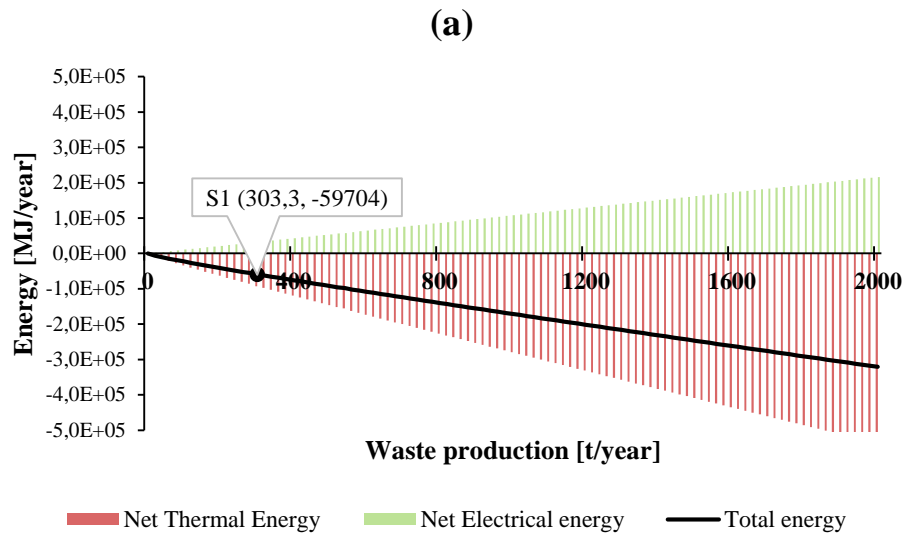 (a)
Energy [MJ/year]
5,0E+05
4,0E+05
3,0E+05
2,0E+05
1,0E+05
0,0E+00
-1,0E+05
-2,0E+05
-3,0E+05
-4,0E+05
-5,0E+05
S1 (303,3, -59704)
0 400 800 1200 1600 2000
Waste production [t/year]
Net Thermal Energy Net Electrical energy Total energy